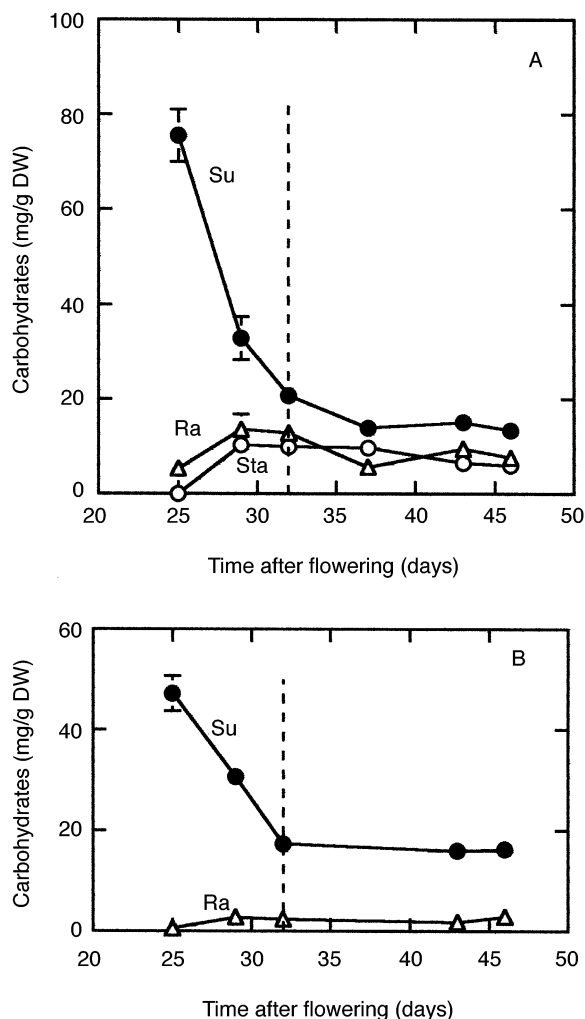 100
A
80
Su
60
40
20
Ra
Sta
0
20 25 30 35 40 45 50
Carbohydrates (mg/g DW)
Time after flowering (days)
60
B
Su
40
20
Ra
0
20 25 30 35 40 45 50
Carbohydrates (mg/g DW)
Time after flowering (days)